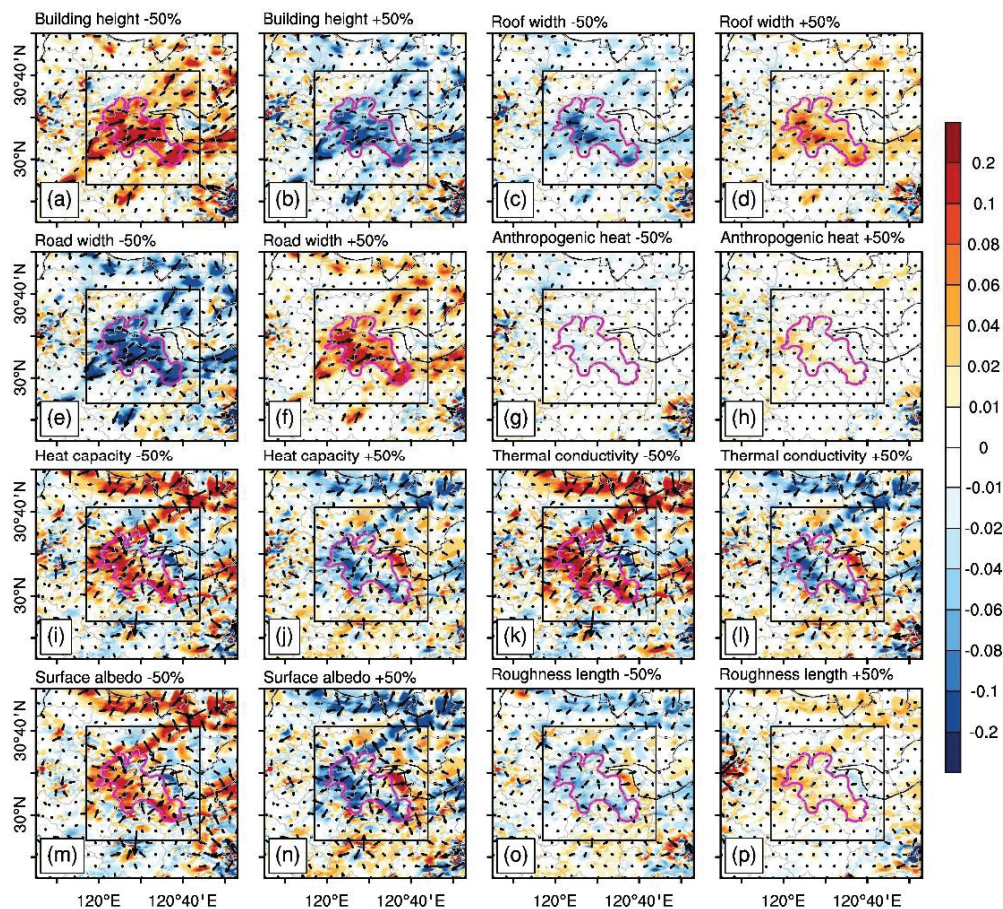 Building height -50% Building height +50% Roof width -50% Roof width +50%
30°40'N
30°N
(a) (b) (c) (d)
Road width -50% Road width +50% Anthropogenic heat -50% Anthropogenic heat +50%
30°40'N
30°N
(e) (f) (g) (h)
Heat capacity -50% Heat capacity +50% Thermal conductivity -50% Thermal conductivity +50%
30°40'N
30°N
(i) (j) (k) (l)
Surface albedo -50% Surface albedo +50% Roughness length -50% Roughness length +50%
30°40'N
30°N
(m) (n) (o) (p)
120°E 120°40'E 120°E 120°40'E 120°E 120°40'E 120°E 120°40'E
0.2
0.1
0.08
0.06
0.04
0.02
0.01
0
-0.01
-0.02
-0.04
-0.06
-0.08
-0.1
-0.2